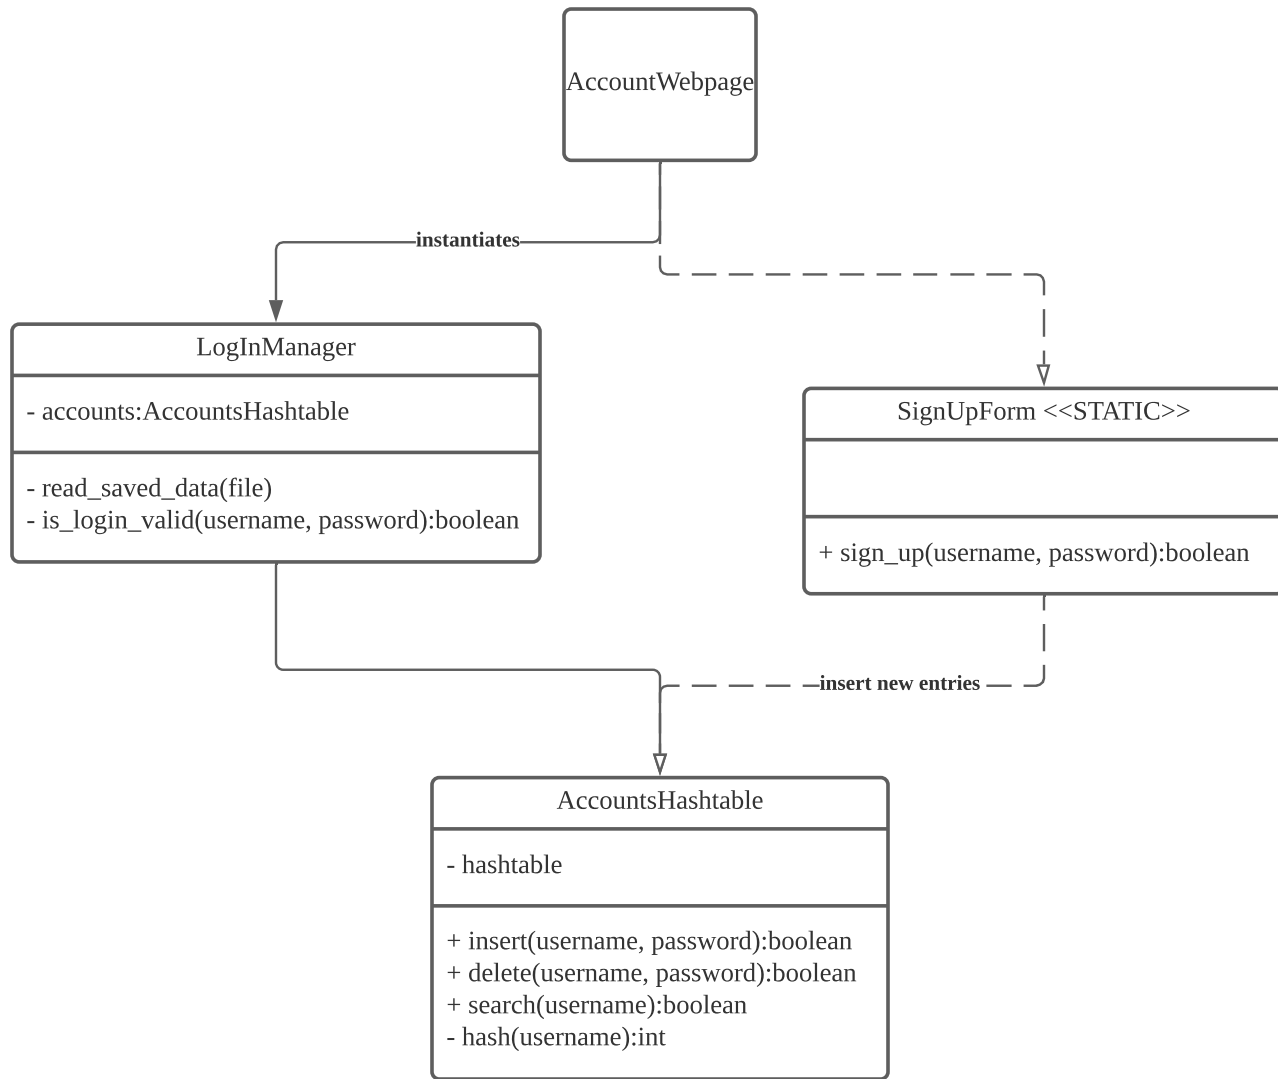 AccountWebpage
instantiates
LogInManager
- accounts:AccountsHashtable
- read_saved_data(file)
- is_login_valid(username, password):boolean
SignUpForm <<STATIC>>
+ sign_up(username, password):boolean
insert new entries
AccountsHashtable
- hashtable
+ insert(username, password):boolean
+ delete(username, password):boolean
+ search(username):boolean
- hash(username):int